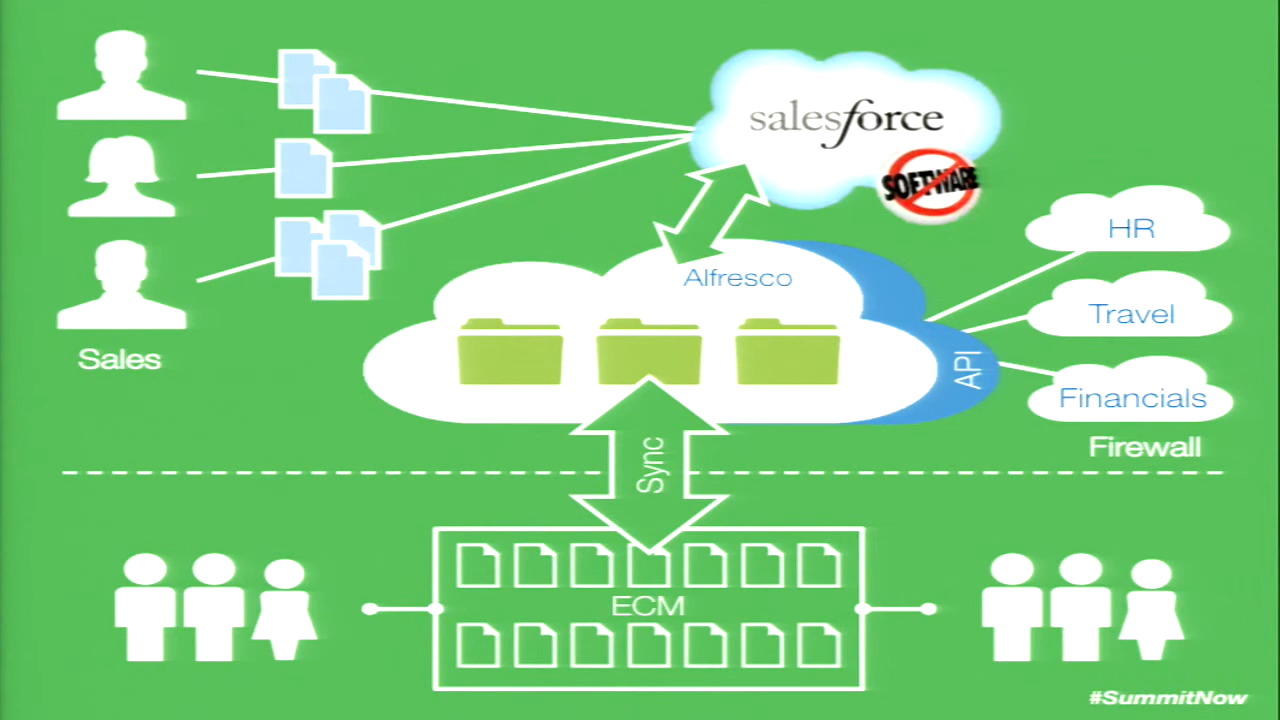 salesforce
SOFTWARE
HR
Alfresco
Travel
Sales
API
Financials
Firewall
Sync
ECM
#SummitNow